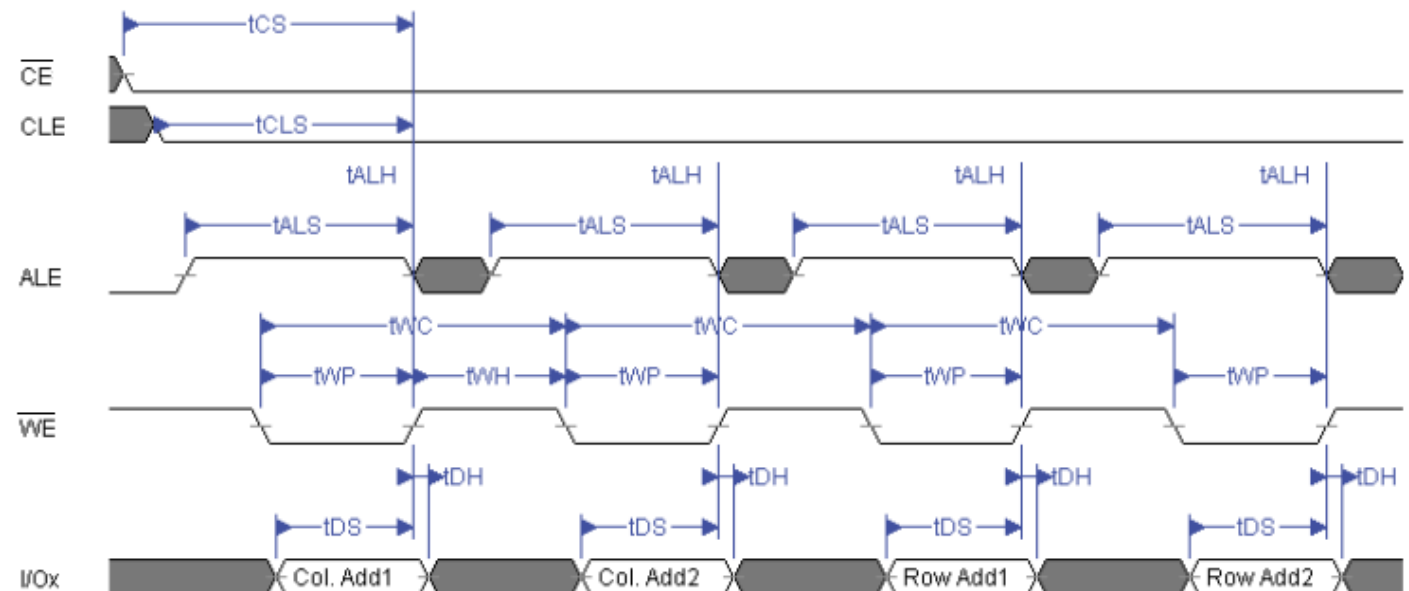 tCS
CE
CLE tCLS
tALH tALH tALH tALH
tALS tALS tALS tALS
ALE
tWC tWC tWC
tWP tWH tWP tWP tWP
WE
tDH tDH tDH tDH
tDS tDS tDS tDS
I/Ox Col. Add1 Col. Add2 Row Add1 Row Add2